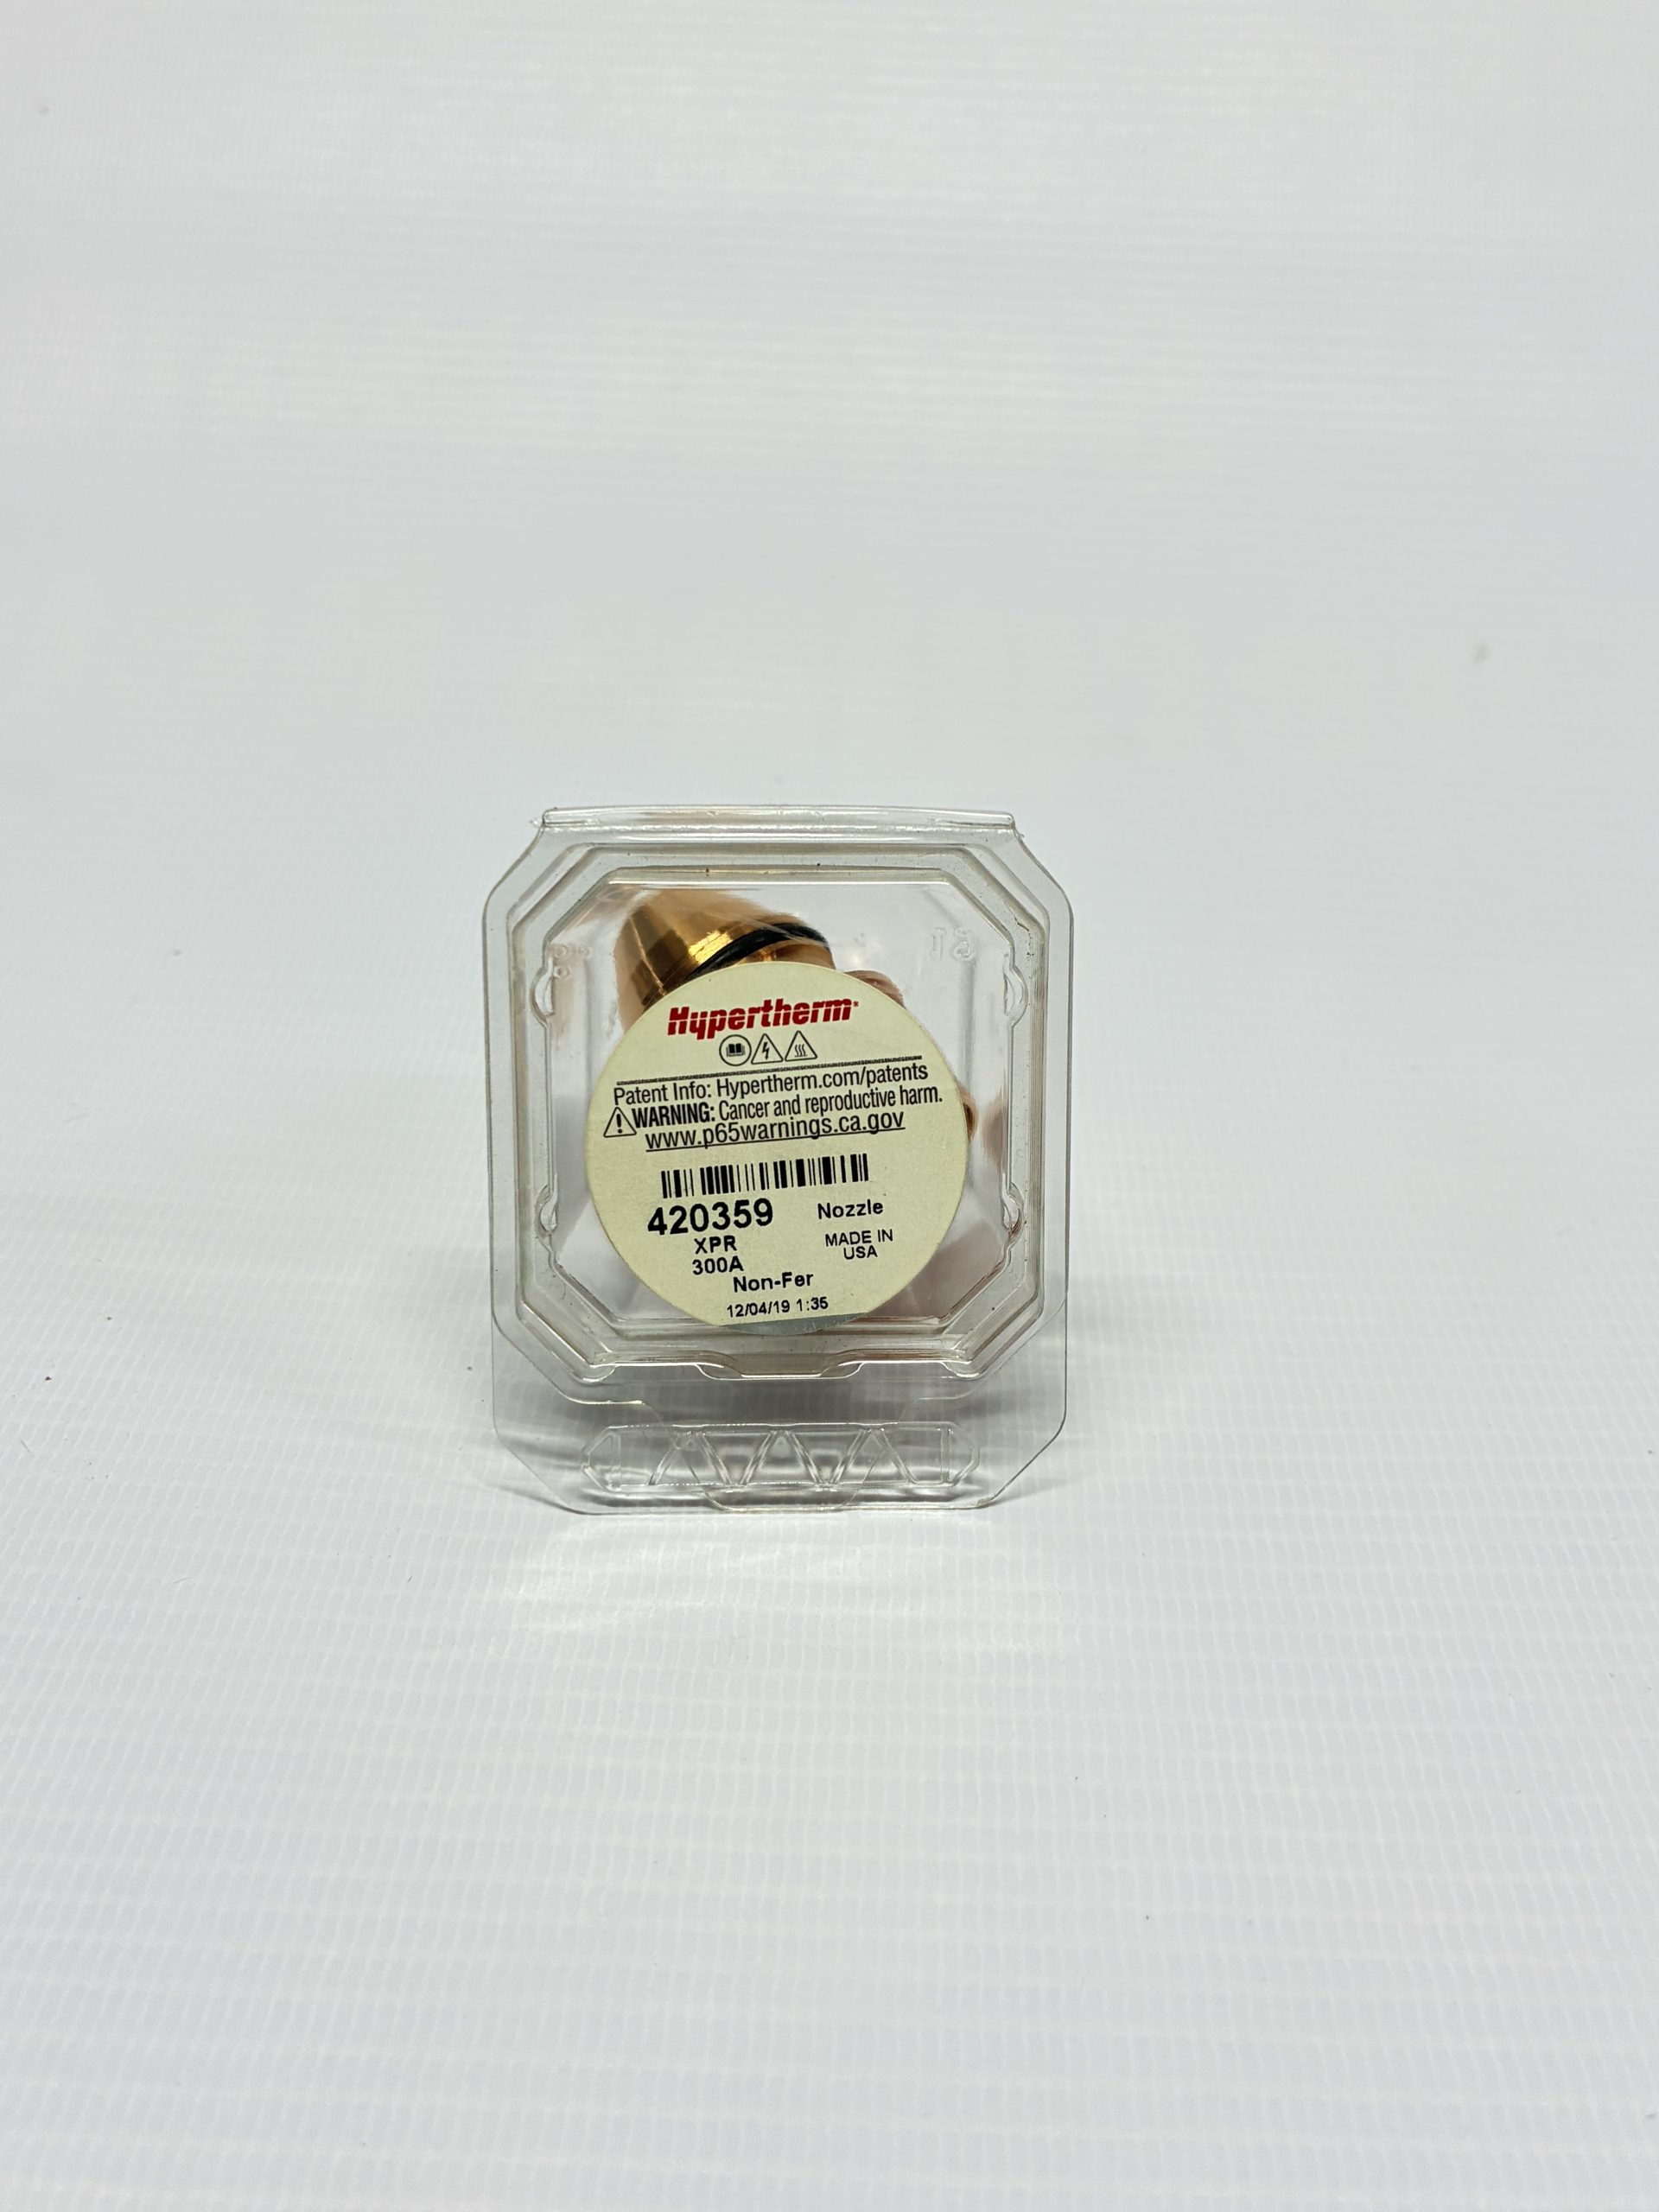 Hypertherm
Patent Info: Hypertherm.com/patents
WARNING: Cancer and reproductive harm.
www.p65warnings.ca.gov
420359 Nozzle
XPR MADE IN
300A USA
Non-Fer
12/04/19 1:35